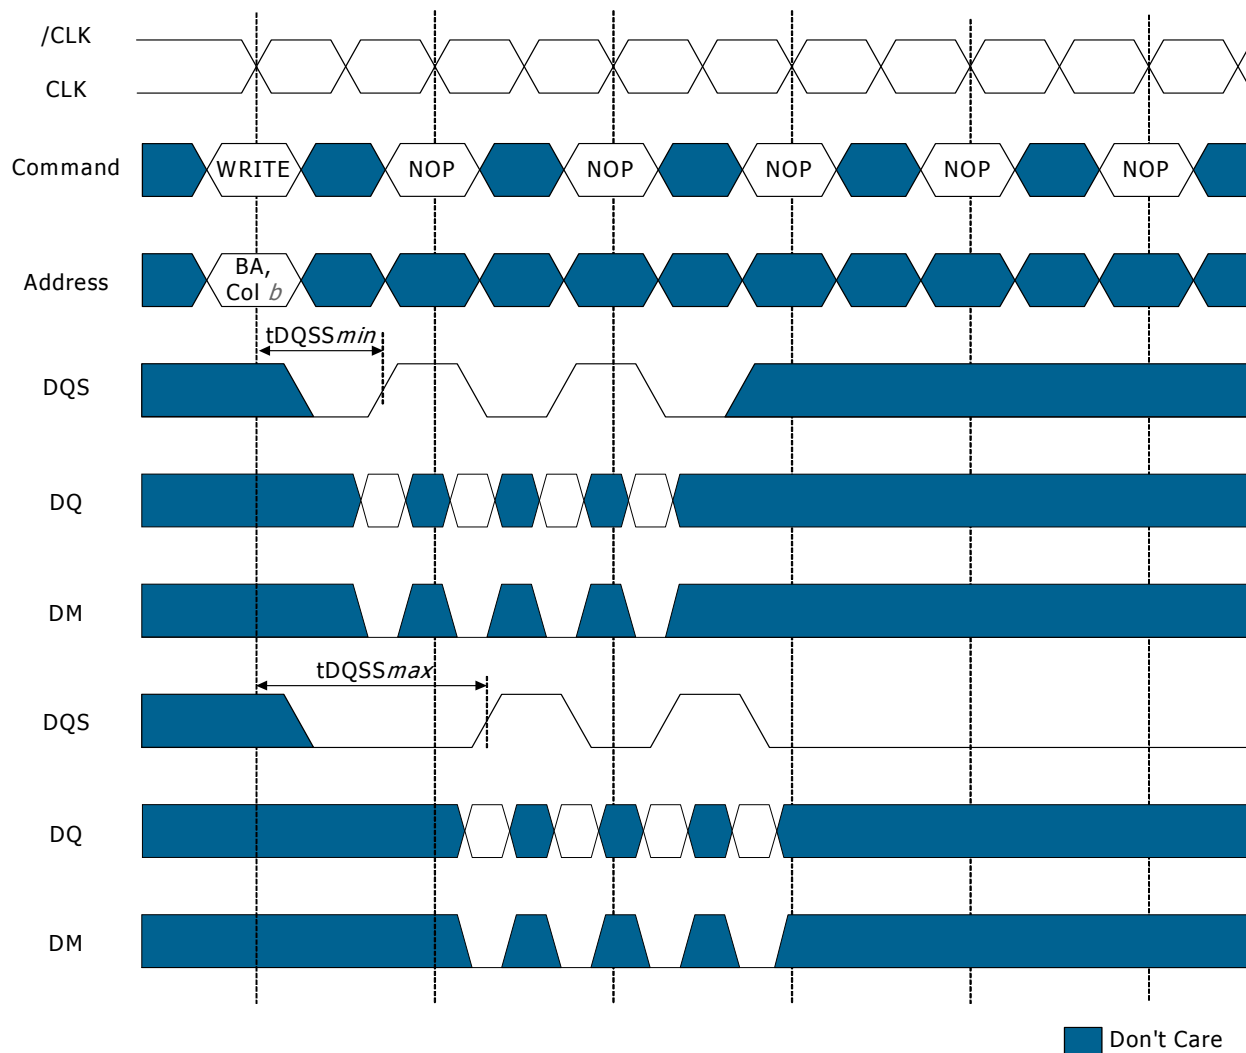 /CLK
CLK
Command
WRITE
NOP
NOP
NOP
NOP
NOP
Address
BA,
Col b
tDQSSmin
DQS
DQ
DM
tDQSSmax
DQS
DQ
DM
Don't Care